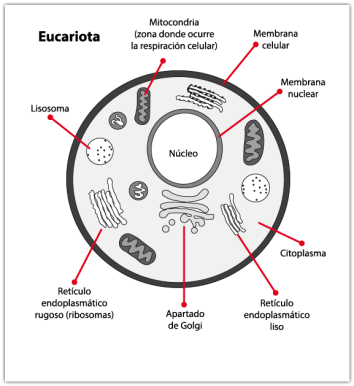 Eucariota
Mitocondria
(zona donde ocurre
la respiración celular)
Membrana
celular
Membrana
nuclear
Lisosoma
Núcleo
Citoplasma
Retículo
endoplasmático
rugoso (ribosomas)
Apartado
de Golgi
Retículo
endoplasmático
liso